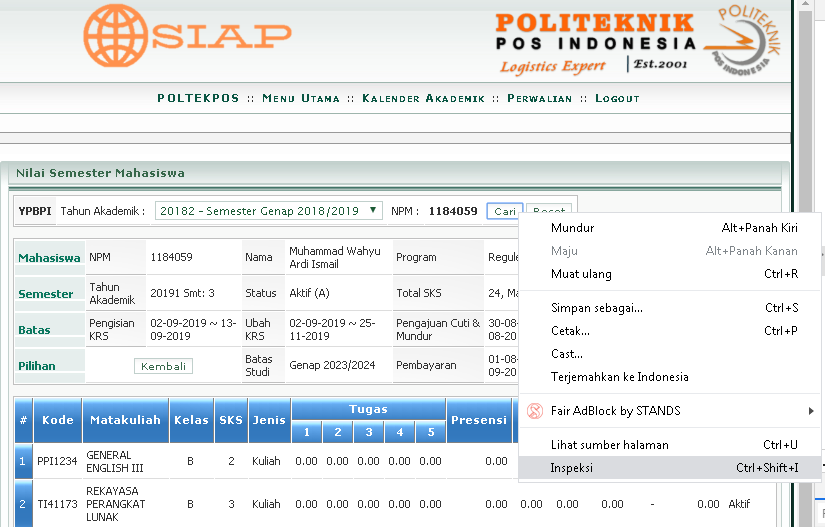 SIAP
POLITEKNIK
POS INDONESIA
Logistics Expert | Est.2001
POLITEKNIK
POS INDONESIA
POLTEKPOS :: Menu Utama :: Kalender Akademik :: Perwalian :: Logout
Nilai Semester Mahasiswa
YPBPI Tahun Akademik : 20182 - Semester Genap 2018/2019 ▼ NPM : 1184059 Cari Reset
Mahasiswa NPM 1184059 Nama Muhammad Wahyu Ardi Ismail Program
Semester Tahun Akademik 20191 Smt: 3 Status Aktif (A) Total SKS 24,
Batas Pengisian KRS 02-09-2019 ~ 13-09-2019 Ubah KRS 02-09-2019 ~ 25-11-2019 Pengajuan Cuti & Mundur 30-08- 08-20
Pilihan Kembali Batas Studi Genap 2023/2024 Pembayaran 01-08- 09-20
# Kode Matakuliah Kelas SKS Jenis Tugas Presensi
1 2 3 4 5
1 PPI1234 GENERAL ENGLISH III B 2 Kuliah 0.00 0.00 0.00 0.00 0.00 0.00
2 TI41173 REKAYASA PERANGKAT LUNAK B 3 Kuliah 0.00 0.00 0.00 0.00 0.00 0.00 0.00 0.00 0.00 - 0.00 Aktif
Mundur Alt+Panah Kiri
Maju Alt+Panah Kanan
Muat ulang Ctrl+R
Simpan sebagai... Ctrl+S
Cetak... Ctrl+P
Cast...
Terjemahkan ke Indonesia
Fair AdBlock by STANDS
Lihat sumber halaman Ctrl+U
Inspeksi Ctrl+Shift+I